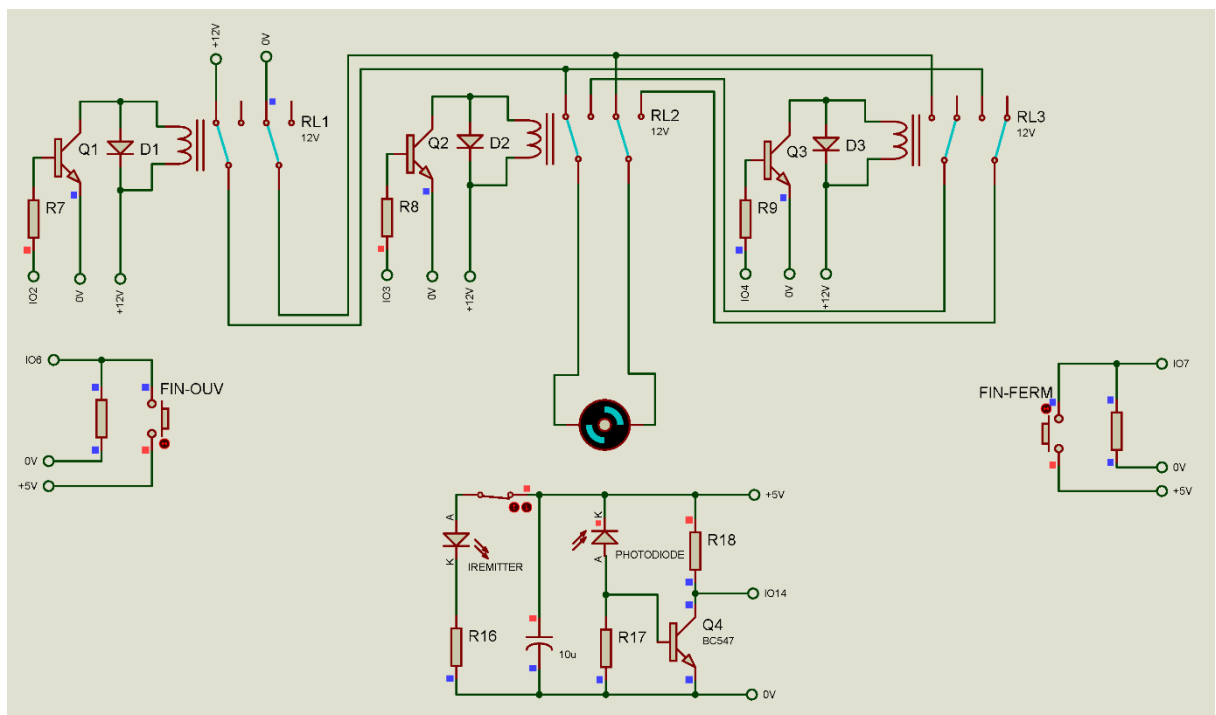 +12V
0V
RL1
12V
Q1
D1
R7
IO2
0V
+12V
RL2
12V
Q2
D2
R8
IO3
0V
+12V
RL3
12V
Q3
D3
R9
IO4
0V
+12V
IO6
FIN-OUV
0V
+5V
FIN-FERM
IO7
0V
+5V
A
K
IREMITTER
R16
10u
K
A
PHOTODIODE
R17
R18
+5V
IO14
Q4
BC547
0V